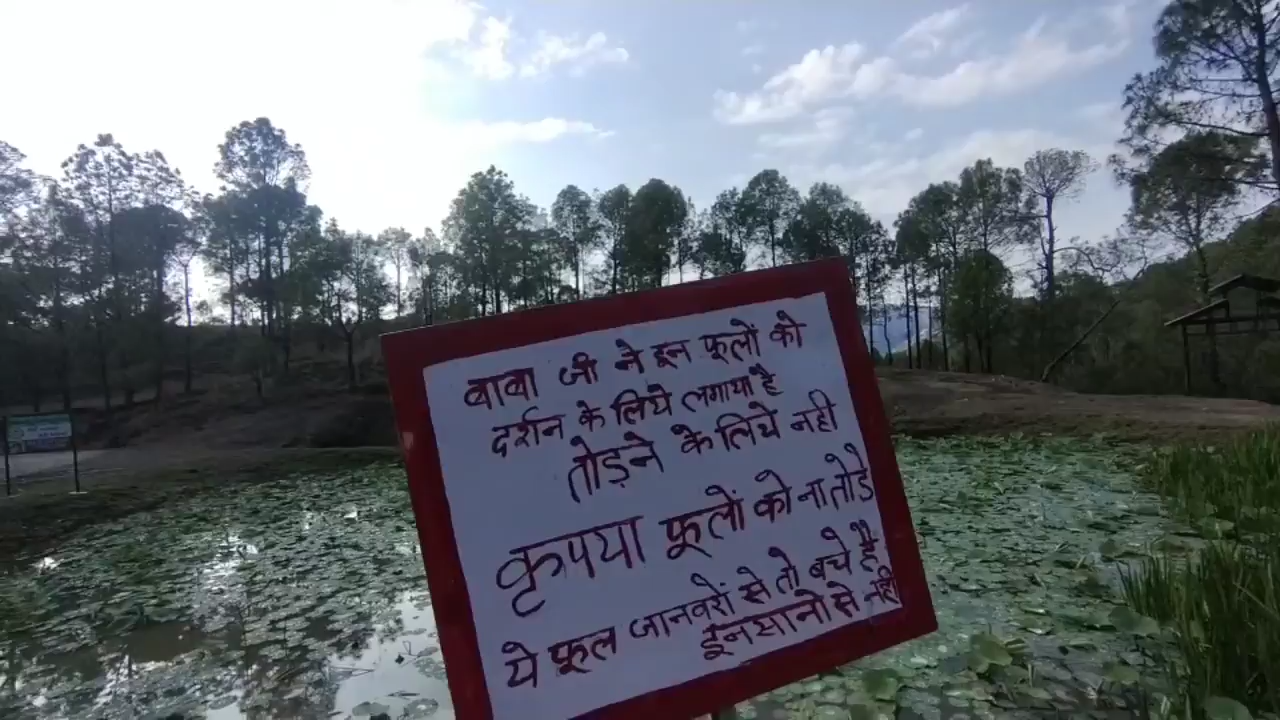 बाबा जी ने इन फूलों को
दर्शन के लिये लगाया है
तोड़ने के लिये नही
कृपया फूलों को ना तोडै
ये फूल जानवरों से तो बचे है
इनसानो से नही